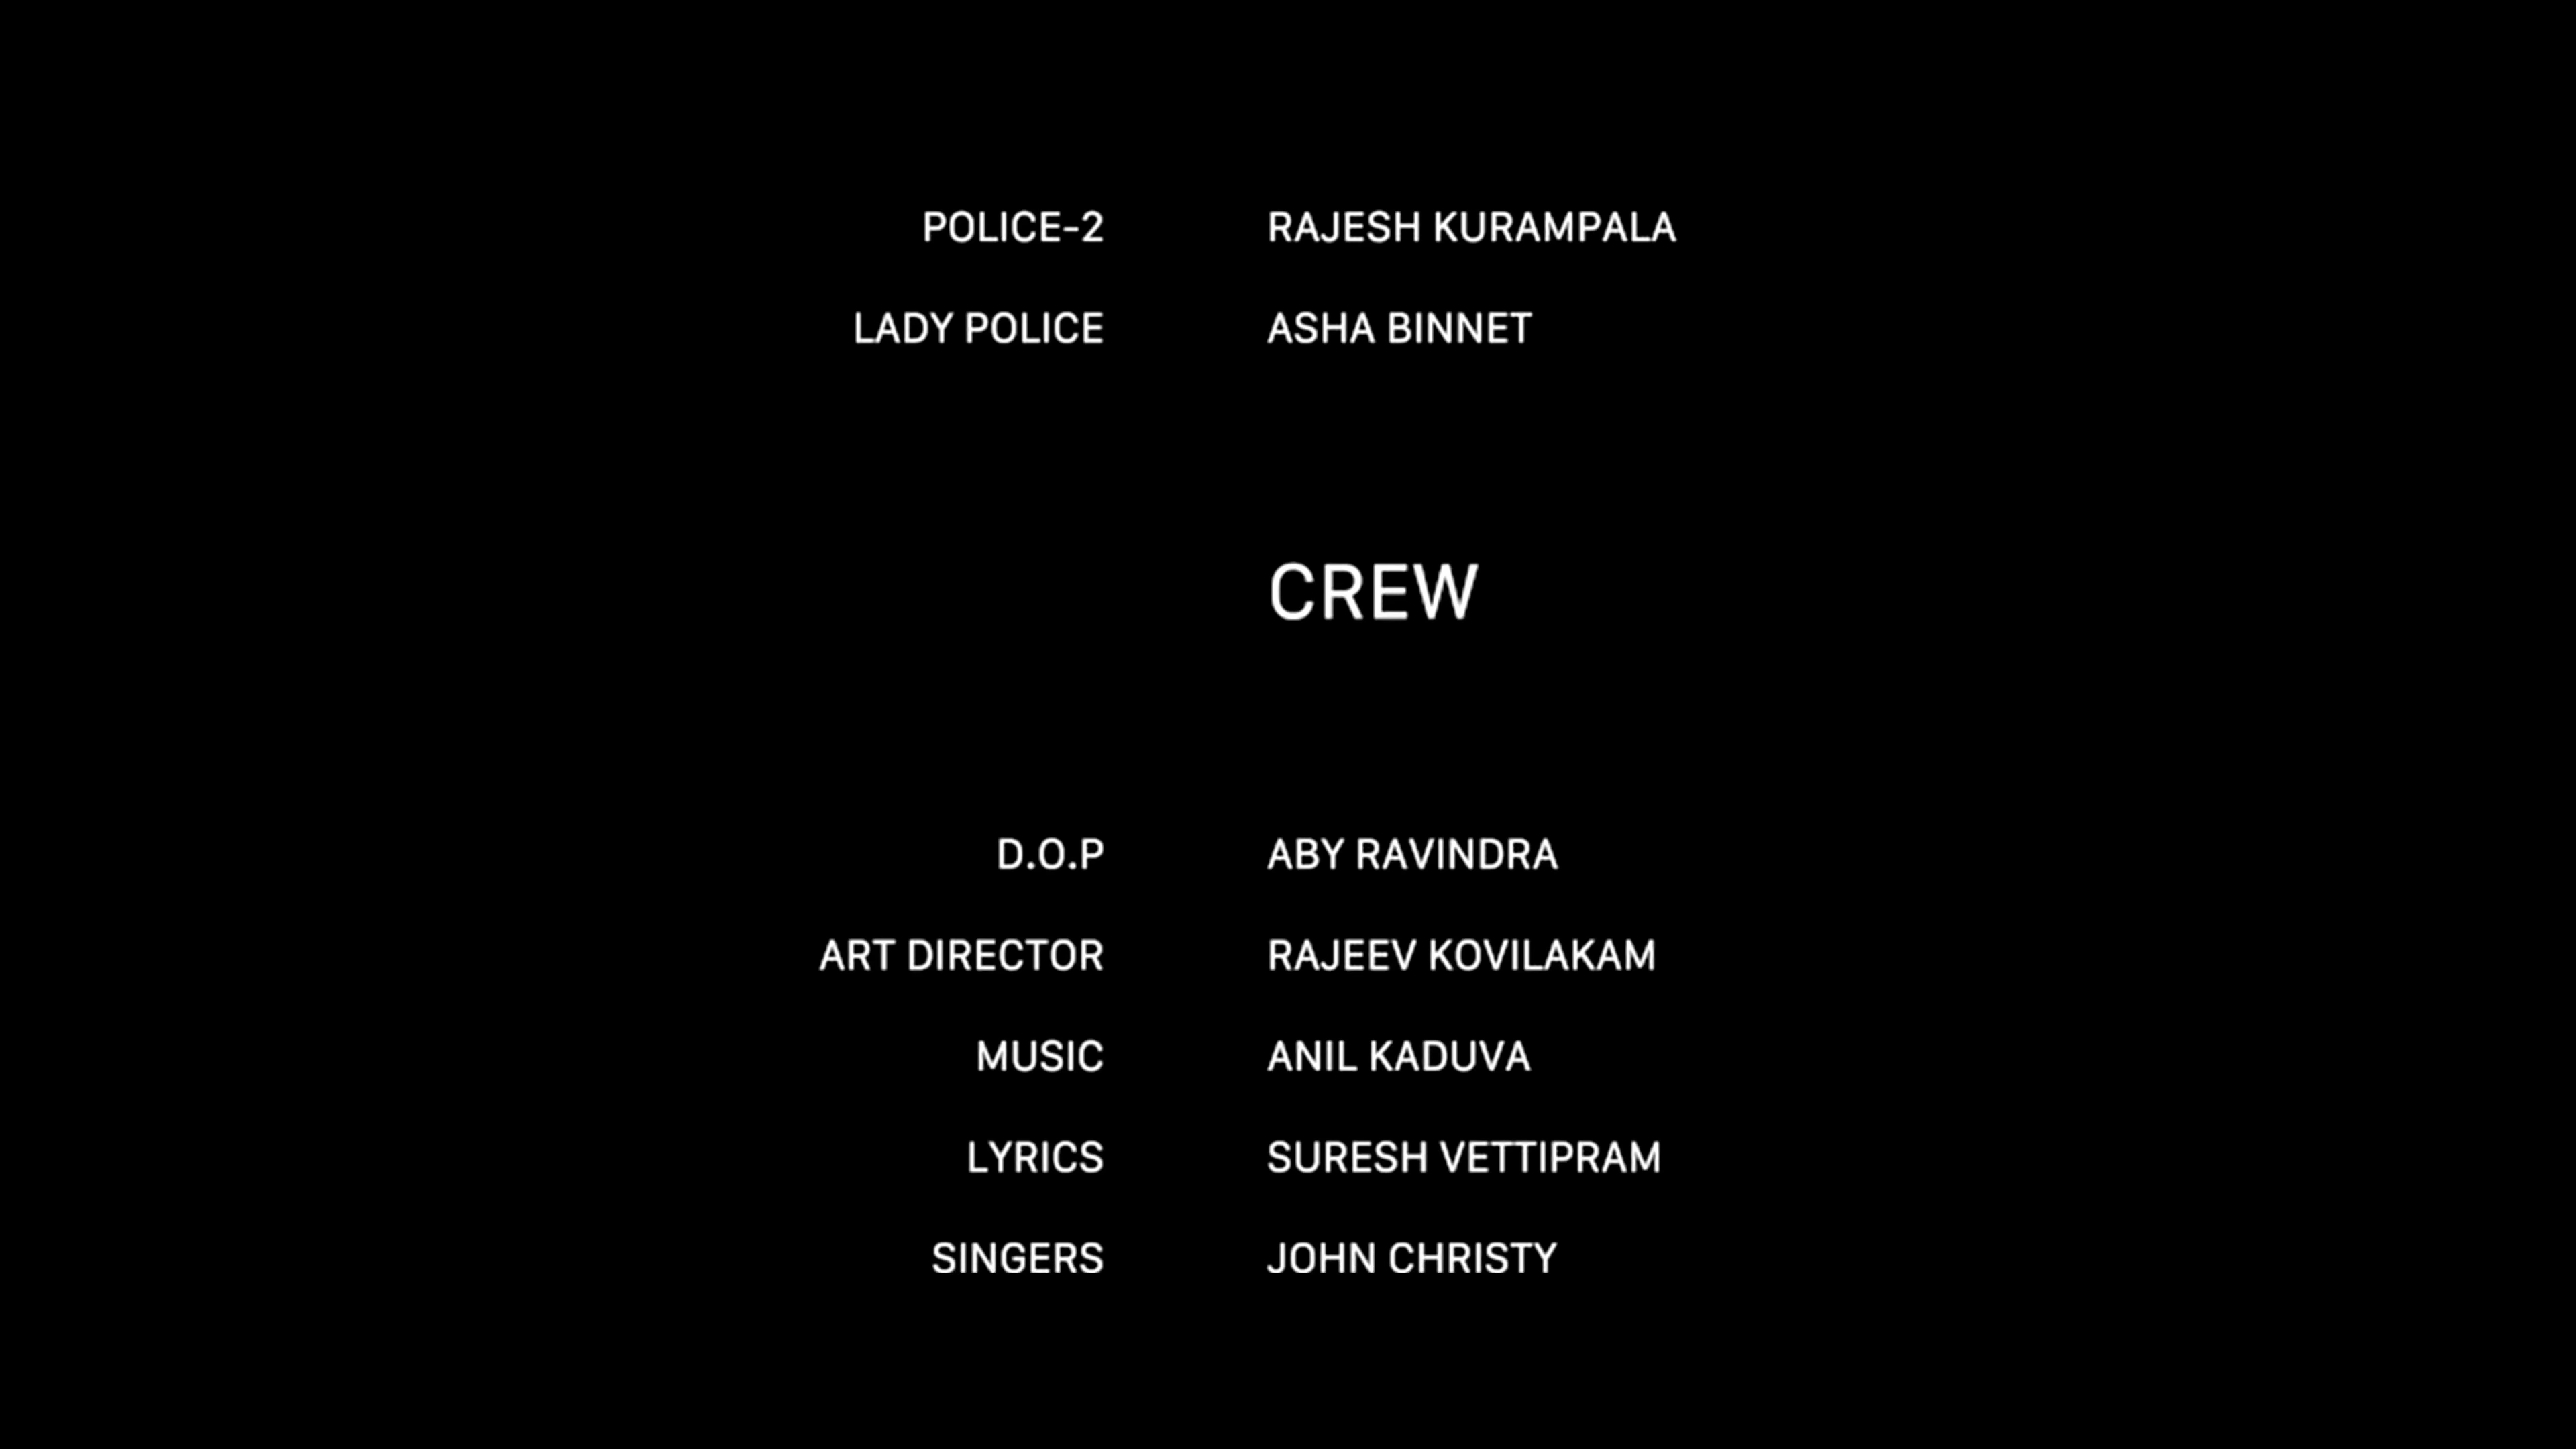 POLICE-2 RAJESH KURAMPALA
LADY POLICE ASHA BINNET
CREW
D.O.P ABY RAVINDRA
ART DIRECTOR RAJEEV KOVILAKAM
MUSIC ANIL KADUVA
LYRICS SURESH VETTIPRAM
SINGERS JOHN CHRISTY